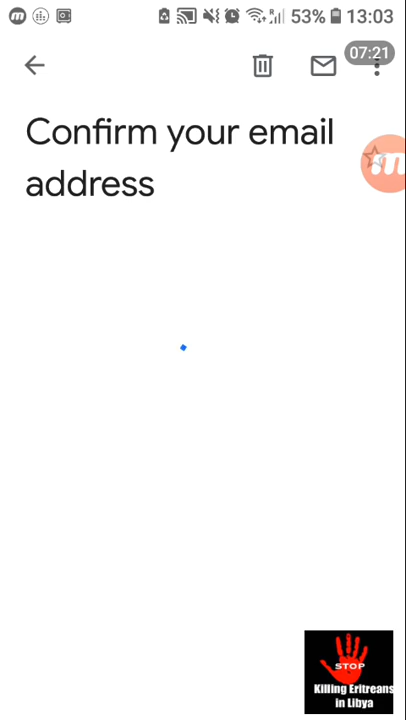 53% 13:03
07:21
Confirm your email
address
m
STOP
Killing Eritreans
in Libya